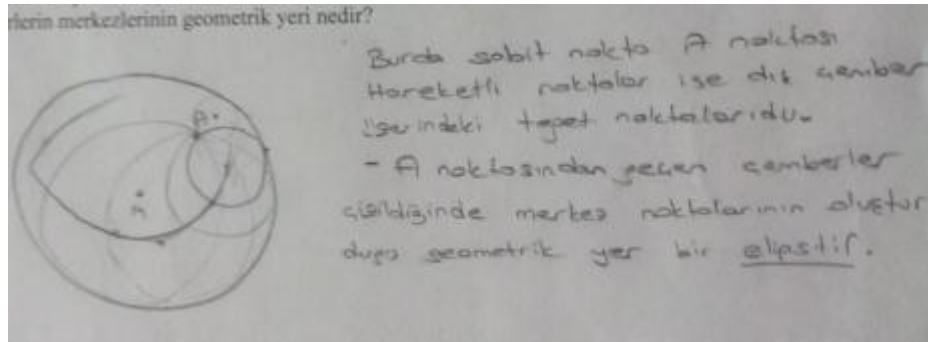 rlerin merkezlerinin geometrik yeri nedir?
Burda sabit nokta A noktası
Hareketli noktalar ise dış çember
üzerindeki teğet noktalarıdır.
- A noktasından geçen çemberler
çizildiğinde merkez noktalarının oluştur
duğu geometrik yer bir elipstir.
A
M